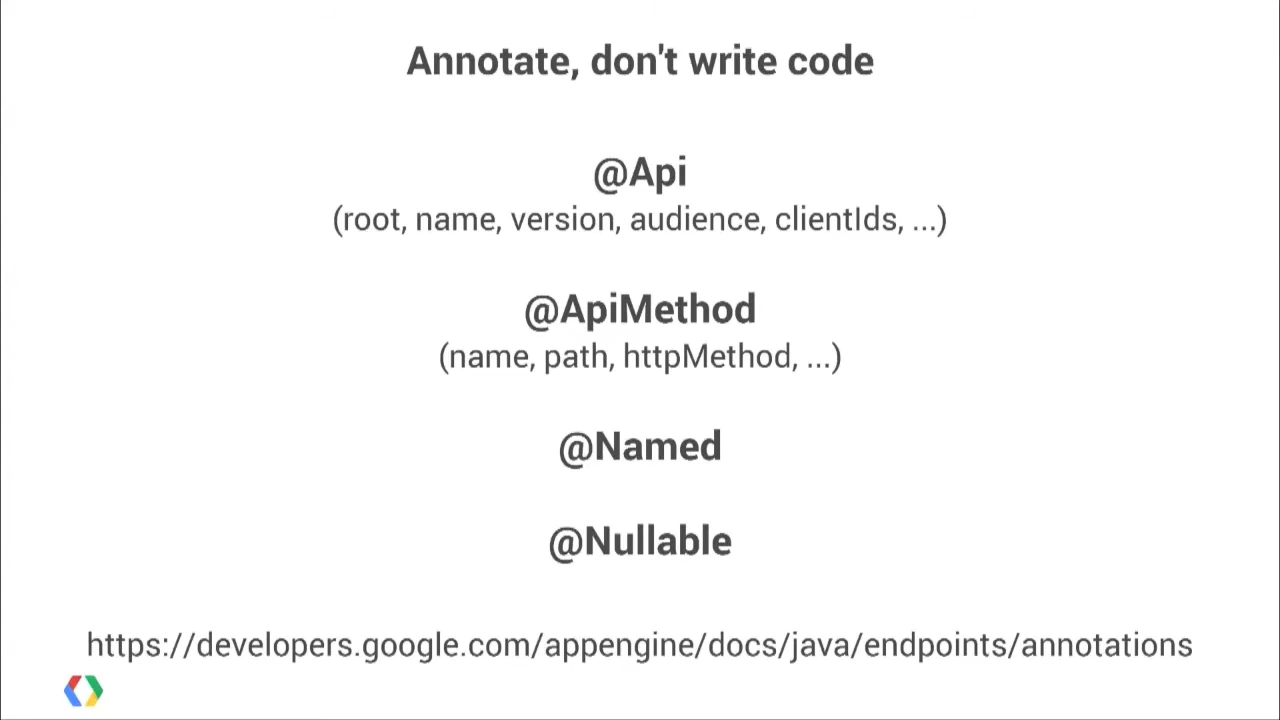 Annotate, don't write code
@Api
(root, name, version, audience, clientIds, ...)
@ApiMethod
(name, path, httpMethod, ...)
@Named
@Nullable
https://developers.google.com/appengine/docs/java/endpoints/annotations